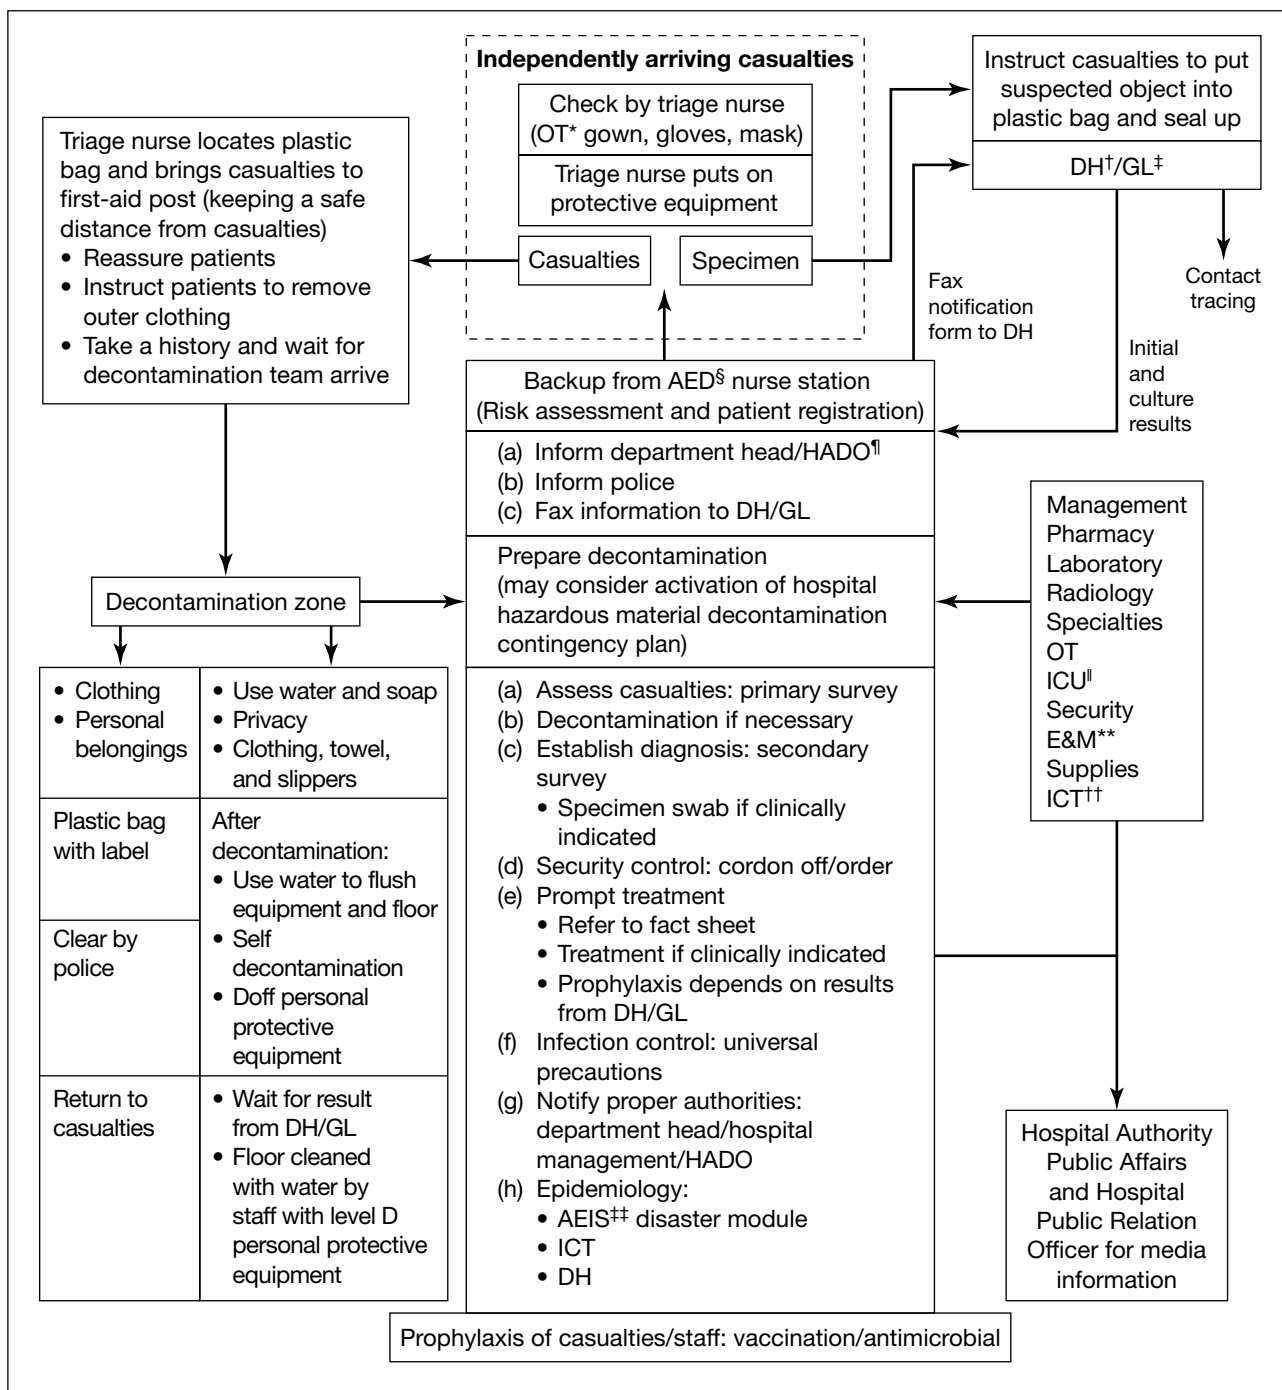 Independently arriving casualties
Check by triage nurse
(OT* gown, gloves, mask)
Triage nurse puts on
protective equipment
Casualties
Specimen
Instruct casualties to put
suspected object into
plastic bag and seal up
DH†/GL‡
Triage nurse locates plastic
bag and brings casualties to
first-aid post (keeping a safe
distance from casualties)
• Reassure patients
• Instruct patients to remove
outer clothing
• Take a history and wait for
decontamination team arrive
Fax
notification
form to DH
Contact
tracing
Initial
and
culture
results
Backup from AED§ nurse station
(Risk assessment and patient registration)
(a) Inform department head/HADO¶
(b) Inform police
(c) Fax information to DH/GL
Prepare decontamination
(may consider activation of hospital
hazardous material decontamination
contingency plan)
(a) Assess casualties: primary survey
(b) Decontamination if necessary
(c) Establish diagnosis: secondary
survey
• Specimen swab if clinically
indicated
(d) Security control: cordon off/order
(e) Prompt treatment
• Refer to fact sheet
• Treatment if clinically indicated
• Prophylaxis depends on results
from DH/GL
(f) Infection control: universal
precautions
(g) Notify proper authorities:
department head/hospital
management/HADO
(h) Epidemiology:
• AEIS‡‡ disaster module
• ICT
• DH
Prophylaxis of casualties/staff: vaccination/antimicrobial
Decontamination zone
• Clothing
• Personal
belongings
• Use water and soap
• Privacy
• Clothing, towel,
and slippers
Plastic bag
with label
After
decontamination:
• Use water to flush
equipment and floor
• Self
decontamination
• Doff personal
protective
equipment
Clear by
police
Return to
casualties
• Wait for result
from DH/GL
• Floor cleaned
with water by
staff with level D
personal protective
equipment
Management
Pharmacy
Laboratory
Radiology
Specialties
OT
ICU‖
Security
E&M**
Supplies
ICT††
Hospital Authority
Public Affairs
and Hospital
Public Relation
Officer for media
information